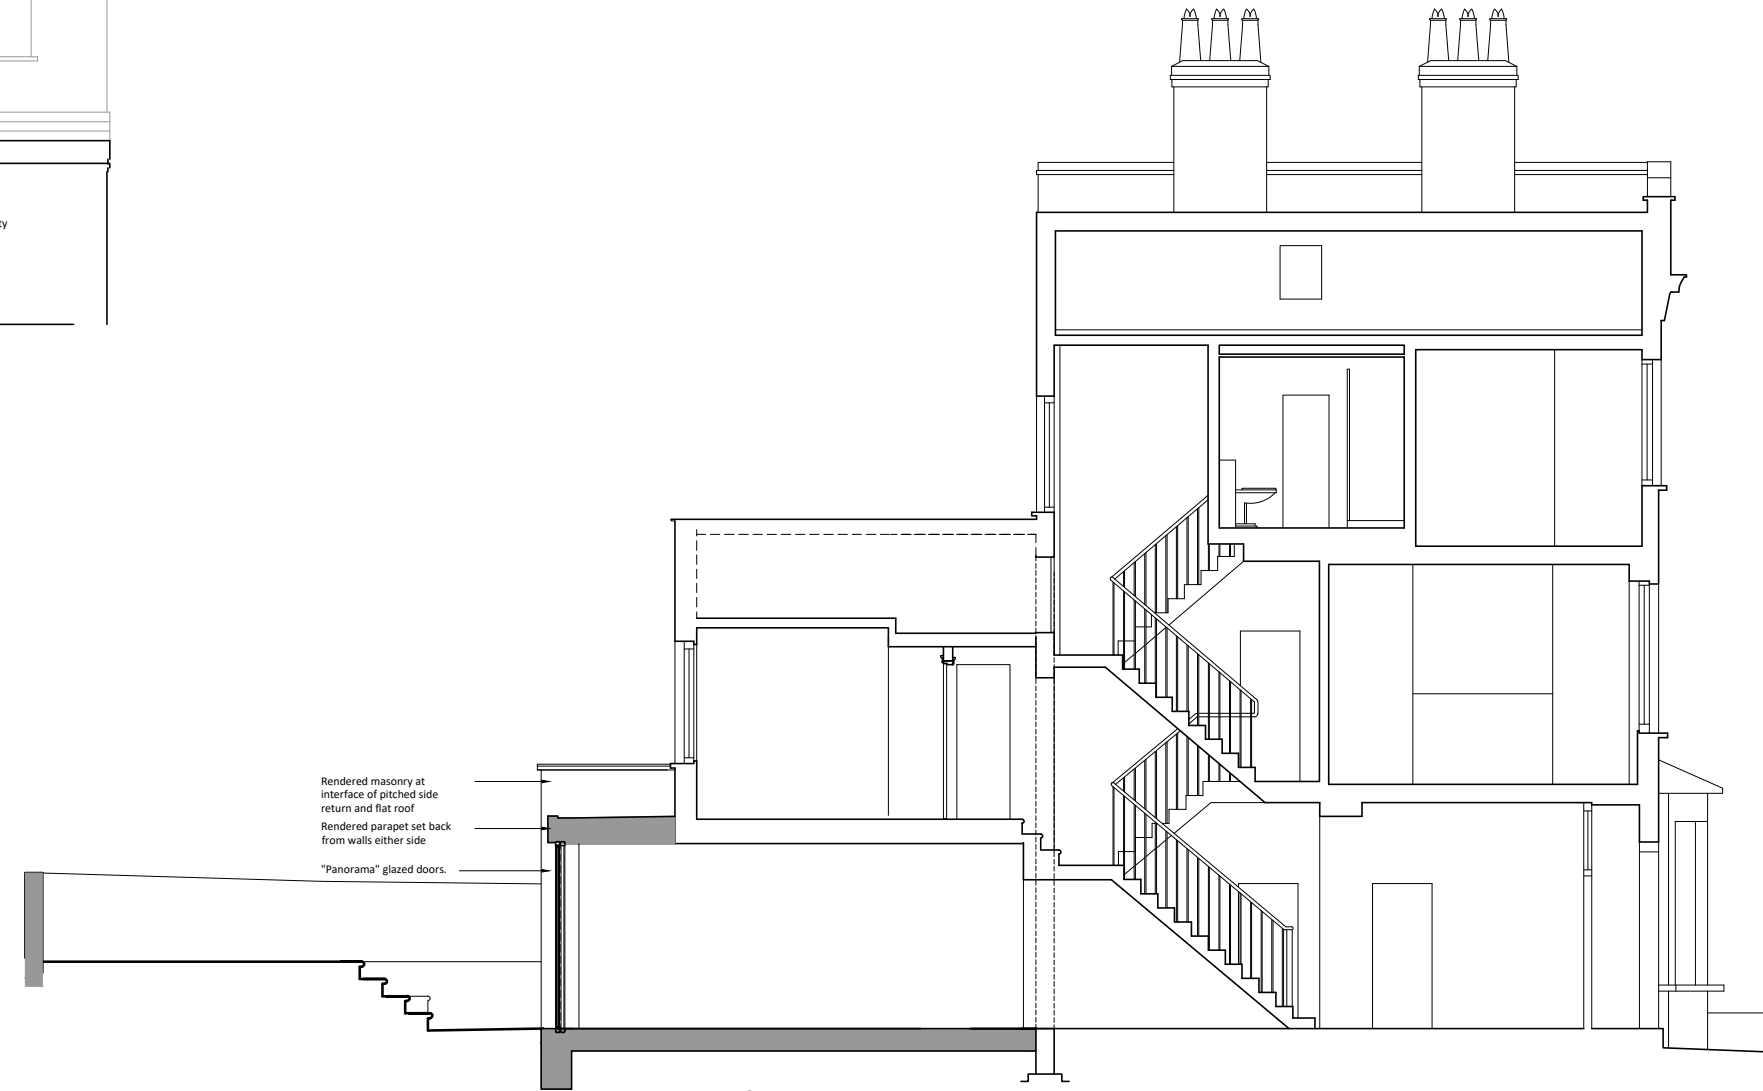 Rendered masonry at
interface of pitched side
return and flat roof
Rendered parapet set back
from walls either side
"Panorama" glazed doors.